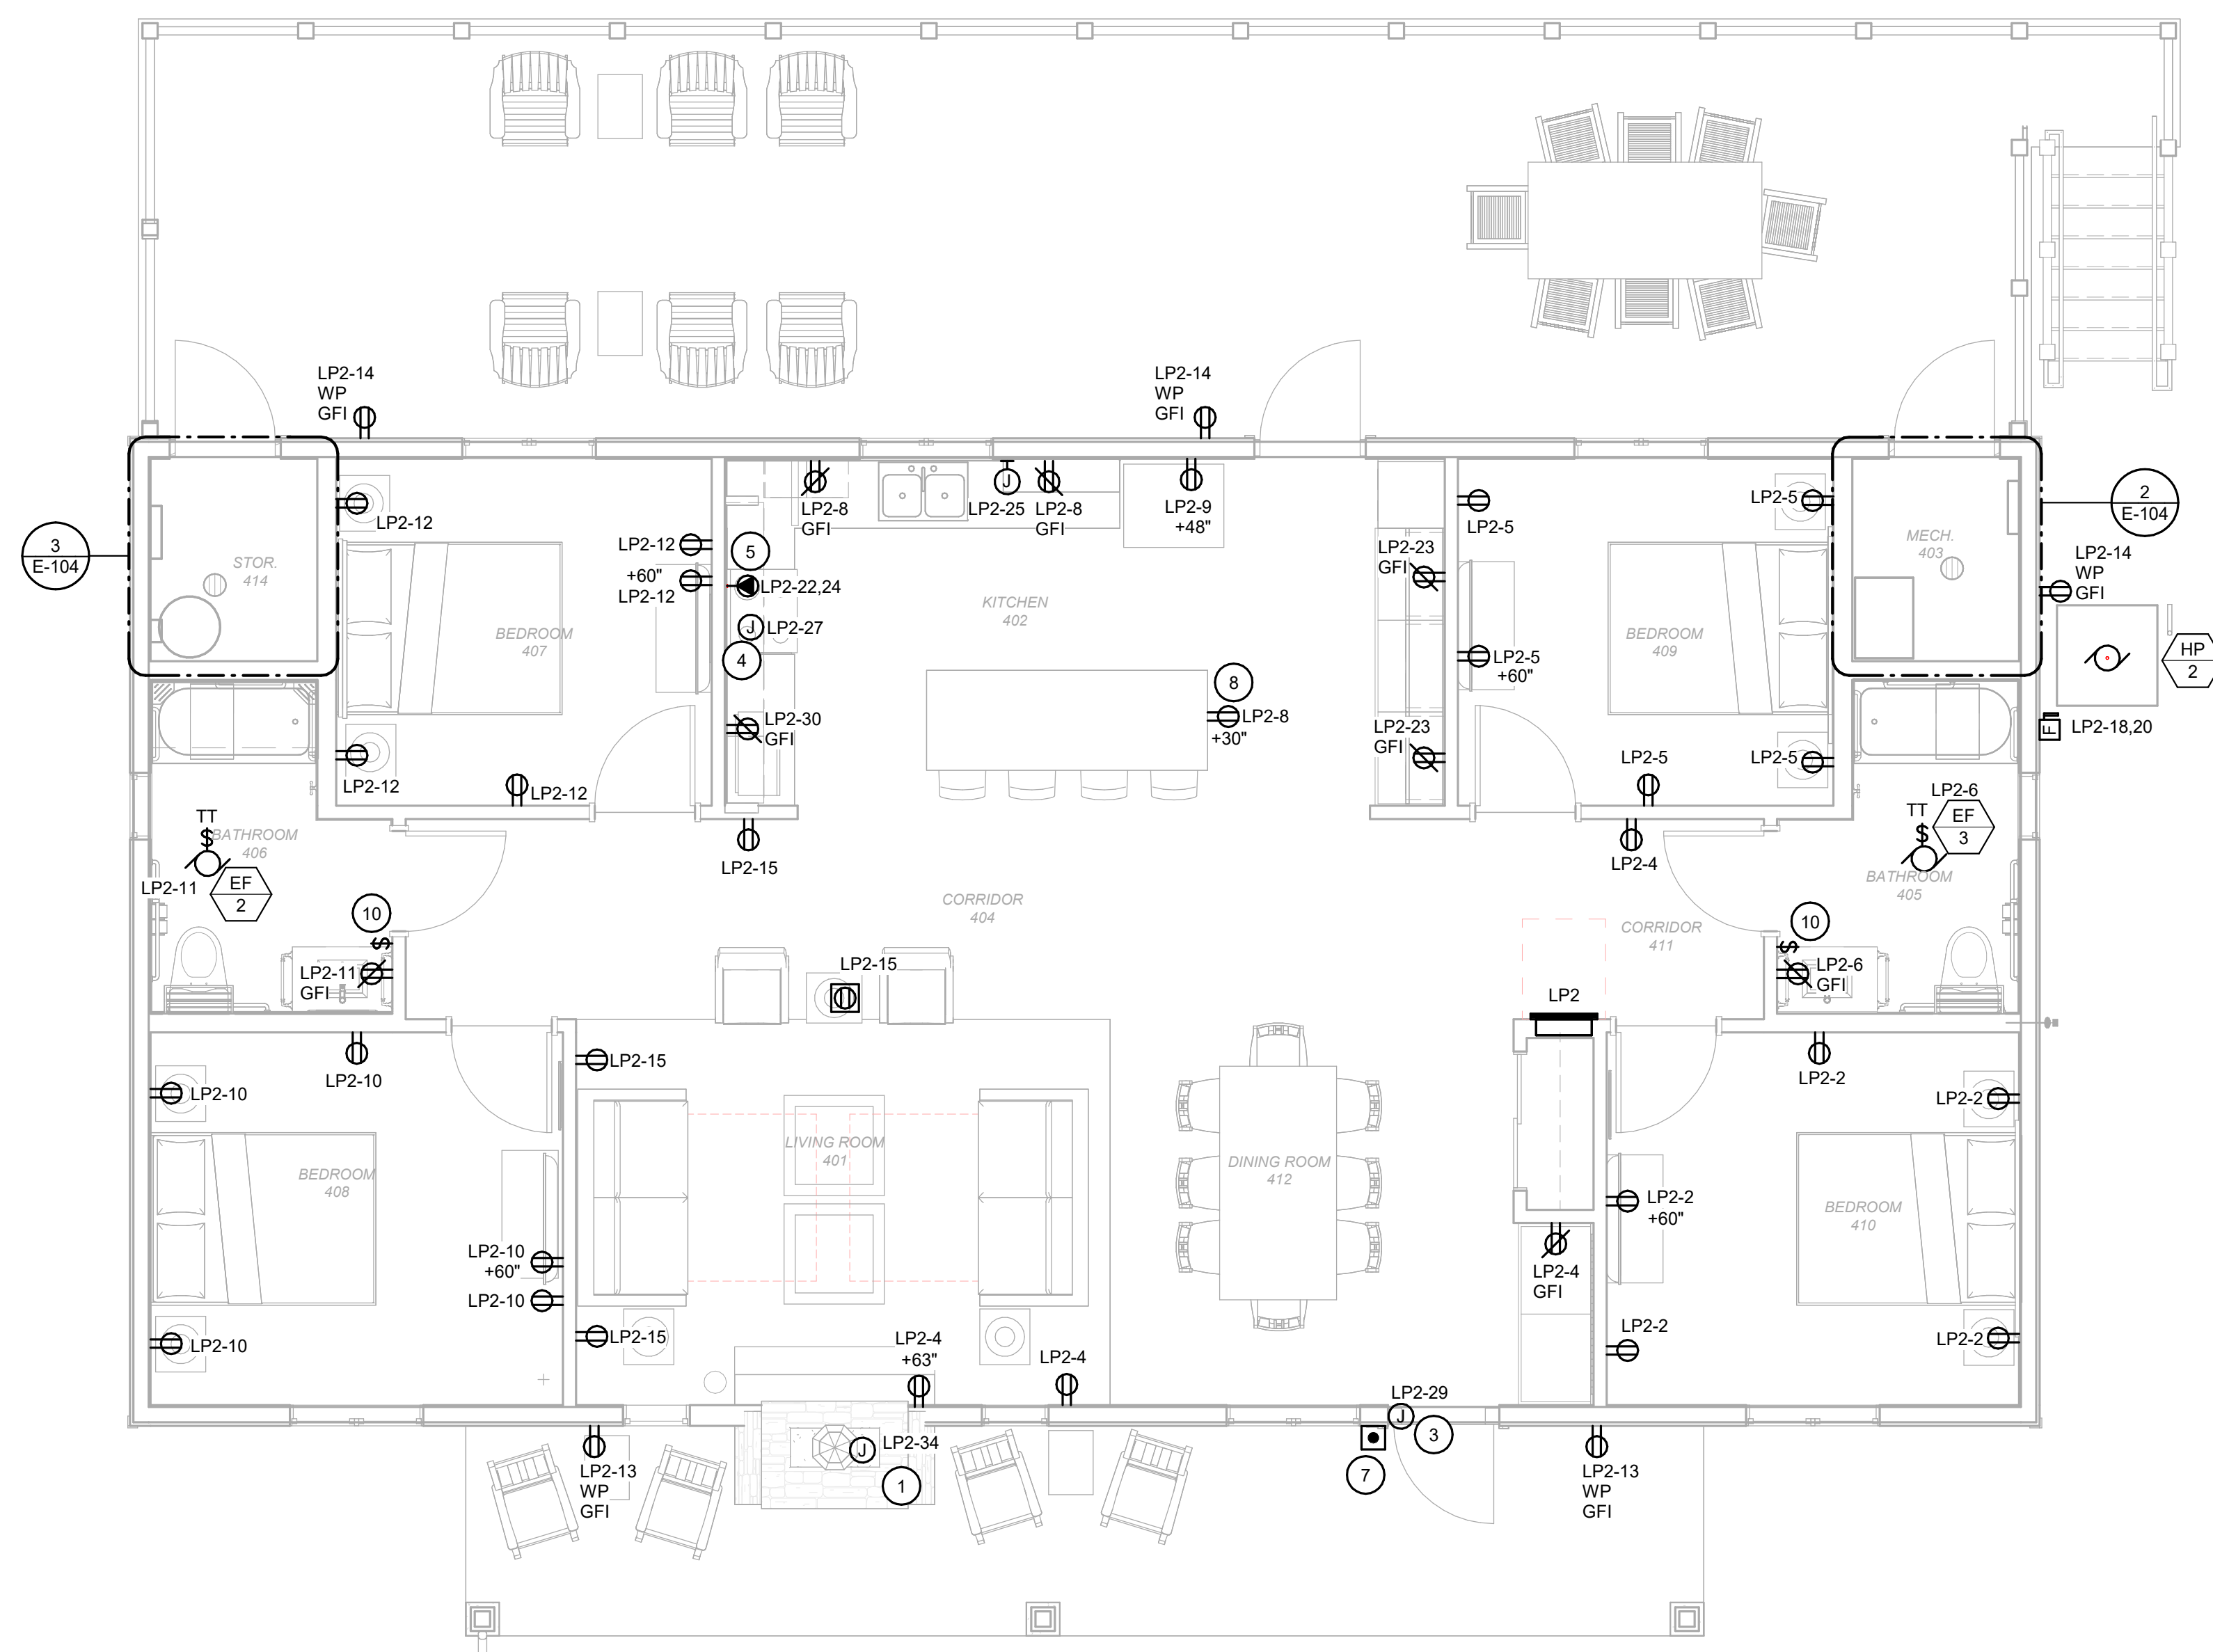 LP2-14
WP
GFI
LP2-14
WP
GFI
3
E-104
STOR.
414
LP2-12
BEDROOM
407
LP2-12
+60"
LP2-12
LP2-12
LP2-12
5
LP2-22,24
J
LP2-27
4
LP2-30
GFI
LP2-8
GFI
J
LP2-25
LP2-8
GFI
LP2-9
+48"
KITCHEN
402
8
LP2-8
+30"
LP2-23
GFI
LP2-23
GFI
LP2-5
LP2-5
+60"
BEDROOM
409
LP2-5
LP2-5
LP2-5
MECH.
403
2
E-104
LP2-14
WP
GFI
HP
2
F
LP2-18,20
TT
$
BATHROOM
406
LP2-11
EF
2
10
$
LP2-11
GFI
LP2-15
CORRIDOR
404
LP2-4
CORRIDOR
411
LP2-6
TT
$
EF
3
BATHROOM
405
10
$
LP2-6
GFI
LP2-15
LP2
LP2-10
LP2-10
BEDROOM
408
LP2-10
+60"
LP2-10
LP2-10
LP2-15
LIVING ROOM
401
LP2-15
LP2-4
+63"
LP2-4
DINING ROOM
412
LP2-4
GFI
LP2-2
LP2-2
LP2-2
+60"
BEDROOM
410
LP2-2
LP2-2
LP2-13
WP
GFI
J
LP2-34
1
LP2-29
J
3
7
LP2-13
WP
GFI